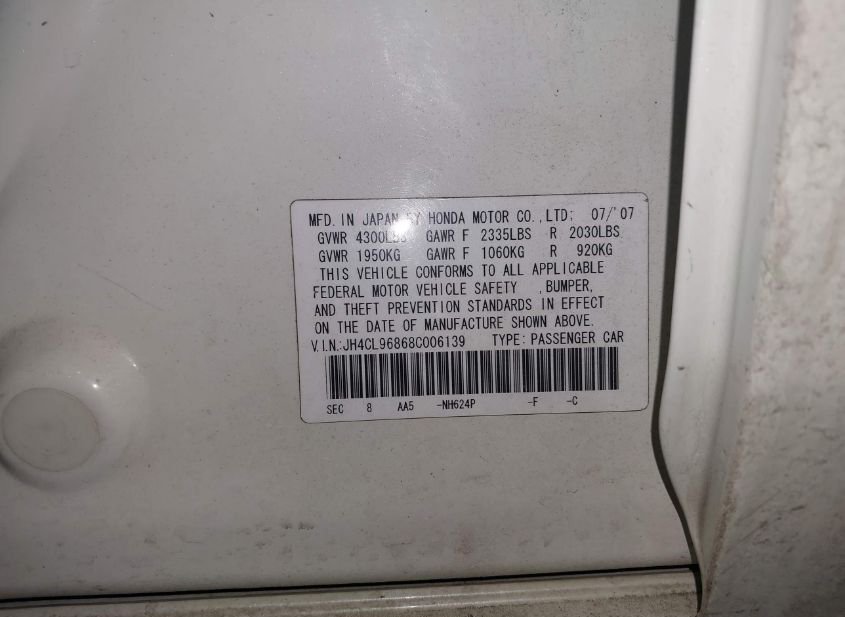 MFD. IN JAPAN BY HONDA MOTOR CO., LTD; 07/'07
GVWR 4300LBS GAWR F 2335LBS R 2030LBS
GVWR 1950KG GAWR F 1060KG R 920KG
THIS VEHICLE CONFORMS TO ALL APPLICABLE
FEDERAL MOTOR VEHICLE SAFETY , BUMPER,
AND THEFT PREVENTION STANDARDS IN EFFECT
ON THE DATE OF MANUFACTURE SHOWN ABOVE.
V.I.N.:JH4CL96868C006139 TYPE: PASSENGER CAR
SEC 8 AA5 -NH624P -F -C